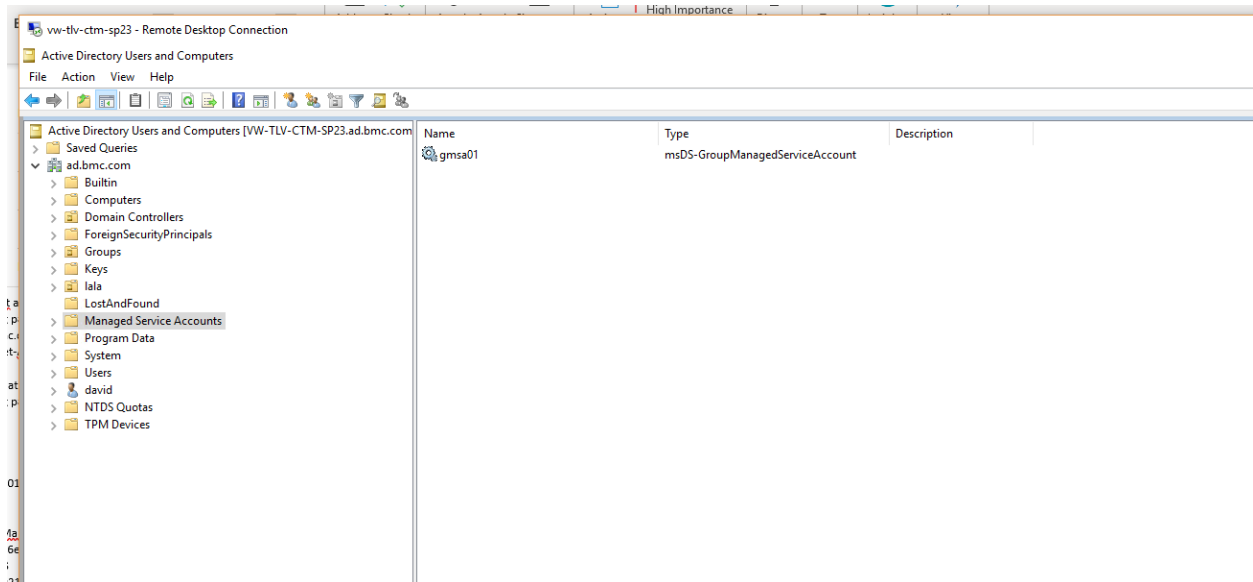 High Importance
vw-tlv-ctm-sp23 - Remote Desktop Connection
Active Directory Users and Computers
File Action View Help
Active Directory Users and Computers [VW-TLV-CTM-SP23.ad.bmc.com
Saved Queries
ad.bmc.com
Builtin
Computers
Domain Controllers
ForeignSecurityPrincipals
Groups
Keys
lala
LostAndFound
Managed Service Accounts
Program Data
System
Users
david
NTDS Quotas
TPM Devices
Name Type Description
gmsa01 msDS-GroupManagedServiceAccount